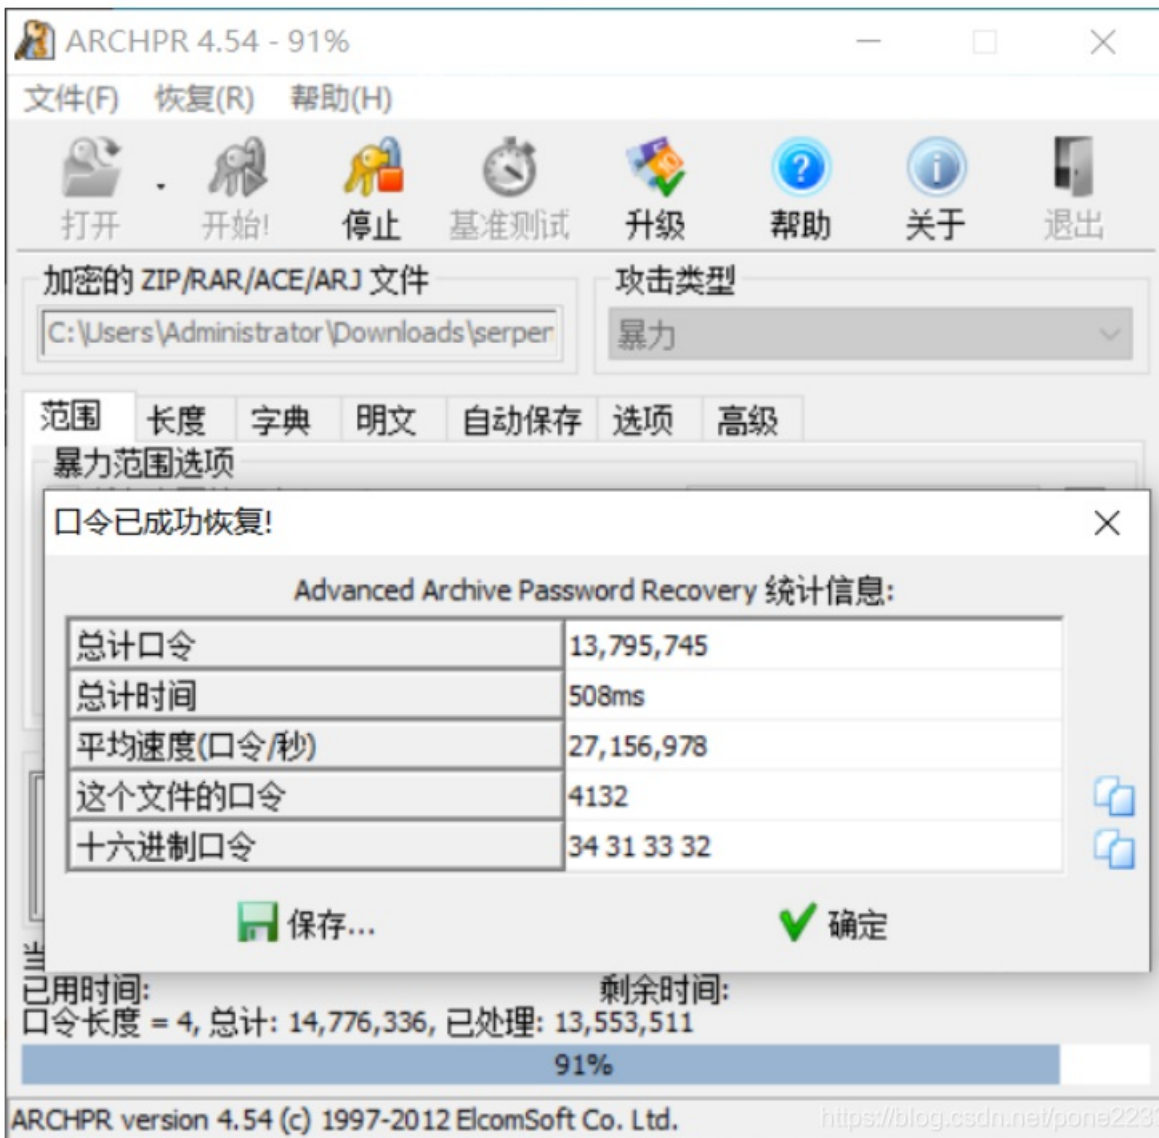 ARCHPR 4.54 - 91%
文件(F) 恢复(R) 帮助(H)
打开 开始! 停止 基准测试 升级 帮助 关于 退出
加密的 ZIP/RAR/ACE/ARJ 文件 攻击类型
C:\Users\Administrator\Downloads\serper 暴力
范围 长度 字典 明文 自动保存 选项 高级
暴力范围选项
口令已成功恢复!
Advanced Archive Password Recovery 统计信息:
总计口令 13,795,745
总计时间 508ms
平均速度(口令/秒) 27,156,978
这个文件的口令 4132
十六进制口令 34 31 33 32
保存... 确定
当
已用时间: 剩余时间:
口令长度 = 4, 总计: 14,776,336, 已处理: 13,553,511
91%
ARCHPR version 4.54 (c) 1997-2012 ElcomSoft Co. Ltd.
https://blog.csdn.net/pone223